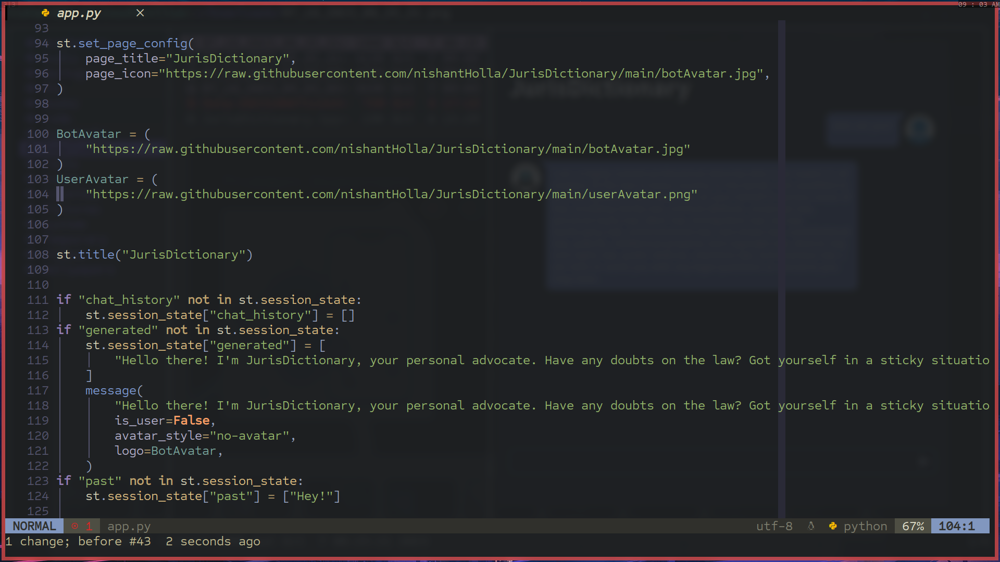 09 : 03 AM
app.py ×
93
94 st.set_page_config(
95     page_title="JurisDictionary",
96     page_icon="https://raw.githubusercontent.com/nishantHolla/JurisDictionary/main/botAvatar.jpg",
97 )
98
99
100 BotAvatar = (
101     "https://raw.githubusercontent.com/nishantHolla/JurisDictionary/main/botAvatar.jpg"
102 )
103 UserAvatar = (
104     "https://raw.githubusercontent.com/nishantHolla/JurisDictionary/main/userAvatar.png"
105 )
106
107
108 st.title("JurisDictionary")
109
110
111 if "chat_history" not in st.session_state:
112     st.session_state["chat_history"] = []
113 if "generated" not in st.session_state:
114     st.session_state["generated"] = [
115         "Hello there! I'm JurisDictionary, your personal advocate. Have any doubts on the law? Got yourself in a sticky situatio
116     ]
117     message(
118         "Hello there! I'm JurisDictionary, your personal advocate. Have any doubts on the law? Got yourself in a sticky situatio
119         is_user=False,
120         avatar_style="no-avatar",
121         logo=BotAvatar,
122     )
123 if "past" not in st.session_state:
124     st.session_state["past"] = ["Hey!"]
125
NORMAL 1 app.py utf-8 python 67% 104:1
1 change; before #43  2 seconds ago
JurisDictionary